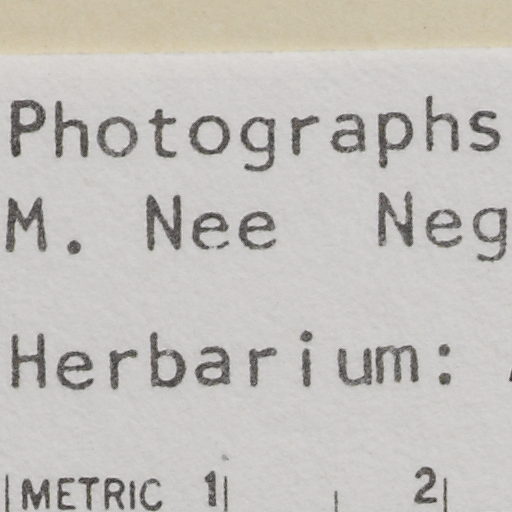 Photographs
M. Nee Neg
Herbarium:
METRIC 1 2